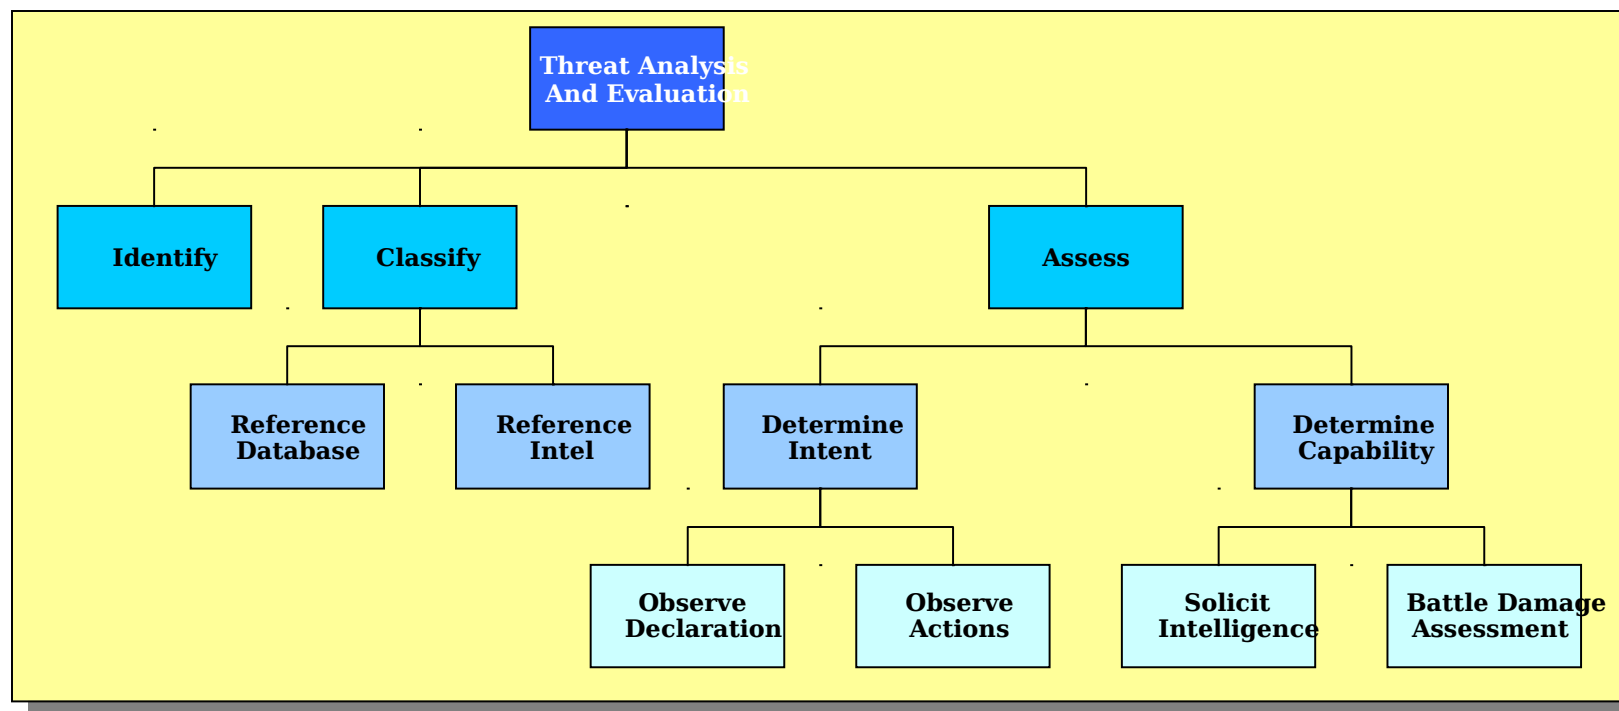 Threat Analysis
And Evaluation
Identify
Classify
Assess
Reference
Database
Reference
Intel
Determine
Intent
Determine
Capability
Observe
Declaration
Observe
Actions
Solicit
Intelligence
Battle Damage
Assessment